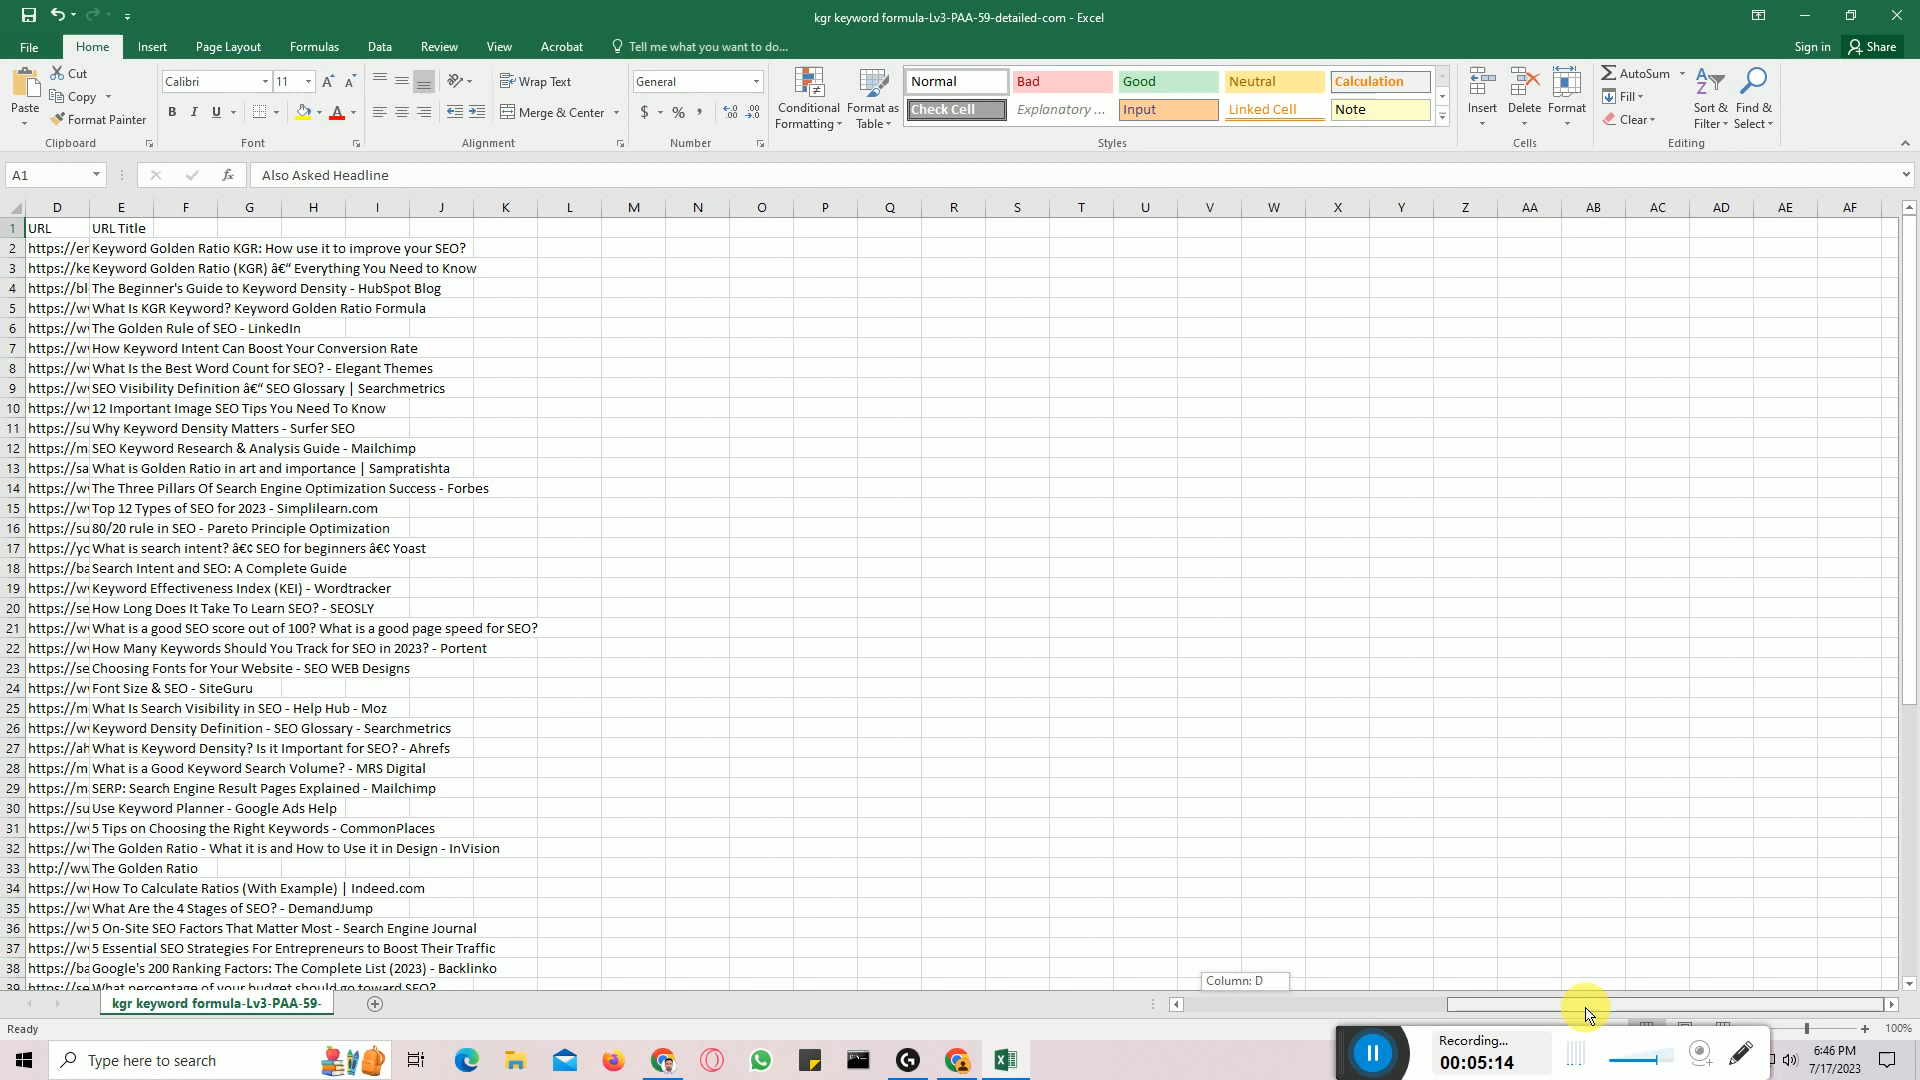 kgr keyword formula-Lv3-PAA-59-detailed-com - Excel
File Home Insert Page Layout Formulas Data Review View Acrobat Tell me what you want to do... Sign in Share
Paste Cut Copy Format Painter Clipboard
Calibri 11 B I U A Font
Wrap Text Merge & Center Alignment
General $ % , Number
Conditional Formatting Format as Table
Normal Bad Good Neutral Calculation
Check Cell Explanatory ... Input Linked Cell Note
Styles
Insert Delete Format Cells
AutoSum Fill Clear Sort & Filter Find & Select Editing
A1 fx Also Asked Headline
D E F G H I J K L M N O P Q R S T U V W X Y Z AA AB AC AD AE AF
1 URL URL Title
2 https://er Keyword Golden Ratio KGR: How use it to improve your SEO?
3 https://ke Keyword Golden Ratio (KGR) â€“ Everything You Need to Know
4 https://bl The Beginner's Guide to Keyword Density - HubSpot Blog
5 https://w What Is KGR Keyword? Keyword Golden Ratio Formula
6 https://w The Golden Rule of SEO - LinkedIn
7 https://w How Keyword Intent Can Boost Your Conversion Rate
8 https://w What Is the Best Word Count for SEO? - Elegant Themes
9 https://w SEO Visibility Definition â€“ SEO Glossary | Searchmetrics
10 https://w 12 Important Image SEO Tips You Need To Know
11 https://su Why Keyword Density Matters - Surfer SEO
12 https://m SEO Keyword Research & Analysis Guide - Mailchimp
13 https://sa What is Golden Ratio in art and importance | Sampratishta
14 https://w The Three Pillars Of Search Engine Optimization Success - Forbes
15 https://w Top 12 Types of SEO for 2023 - Simplilearn.com
16 https://su 80/20 rule in SEO - Pareto Principle Optimization
17 https://yo What is search intent? â€¢ SEO for beginners â€¢ Yoast
18 https://ba Search Intent and SEO: A Complete Guide
19 https://w Keyword Effectiveness Index (KEI) - Wordtracker
20 https://se How Long Does It Take To Learn SEO? - SEOSLY
21 https://w What is a good SEO score out of 100? What is a good page speed for SEO?
22 https://w How Many Keywords Should You Track for SEO in 2023? - Portent
23 https://se Choosing Fonts for Your Website - SEO WEB Designs
24 https://w Font Size & SEO - SiteGuru
25 https://m What Is Search Visibility in SEO - Help Hub - Moz
26 https://w Keyword Density Definition - SEO Glossary - Searchmetrics
27 https://ah What is Keyword Density? Is it Important for SEO? - Ahrefs
28 https://m What is a Good Keyword Search Volume? - MRS Digital
29 https://m SERP: Search Engine Result Pages Explained - Mailchimp
30 https://su Use Keyword Planner - Google Ads Help
31 https://w 5 Tips on Choosing the Right Keywords - CommonPlaces
32 https://w The Golden Ratio - What it is and How to Use it in Design - InVision
33 http://ww The Golden Ratio
34 https://w How To Calculate Ratios (With Example) | Indeed.com
35 https://w What Are the 4 Stages of SEO? - DemandJump
36 https://w 5 On-Site SEO Factors That Matter Most - Search Engine Journal
37 https://w 5 Essential SEO Strategies For Entrepreneurs to Boost Their Traffic
38 https://ba Google's 200 Ranking Factors: The Complete List (2023) - Backlinko
39 https://se What percentage of your budget should go toward SEO?
Column: D
kgr keyword formula-Lv3-PAA-59-
Ready 100%
Type here to search
Recording...
00:05:14
6:46 PM
7/17/2023